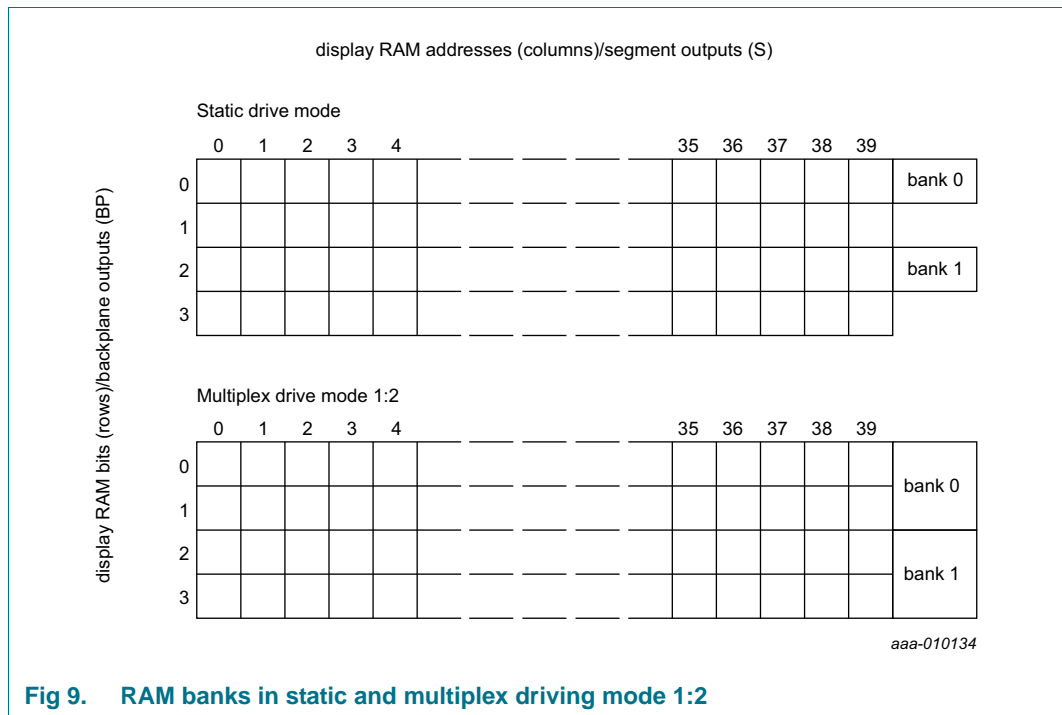 display RAM addresses (columns)/segment outputs (S)
display RAM bits (rows)/backplane outputs (BP)
Static drive mode
0 1 2 3 4 35 36 37 38 39
0 bank 0
1
2 bank 1
3
Multiplex drive mode 1:2
0 1 2 3 4 35 36 37 38 39
0
bank 0
1
2
bank 1
3
aaa-010134
Fig 9. RAM banks in static and multiplex driving mode 1:2